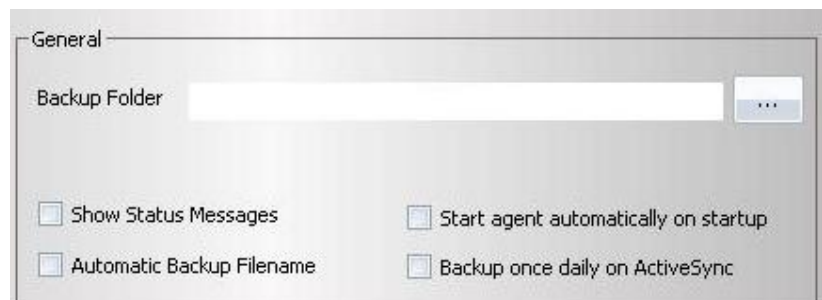 General
Backup Folder
...
Show Status Messages
Start agent automatically on startup
Automatic Backup Filename
Backup once daily on ActiveSync